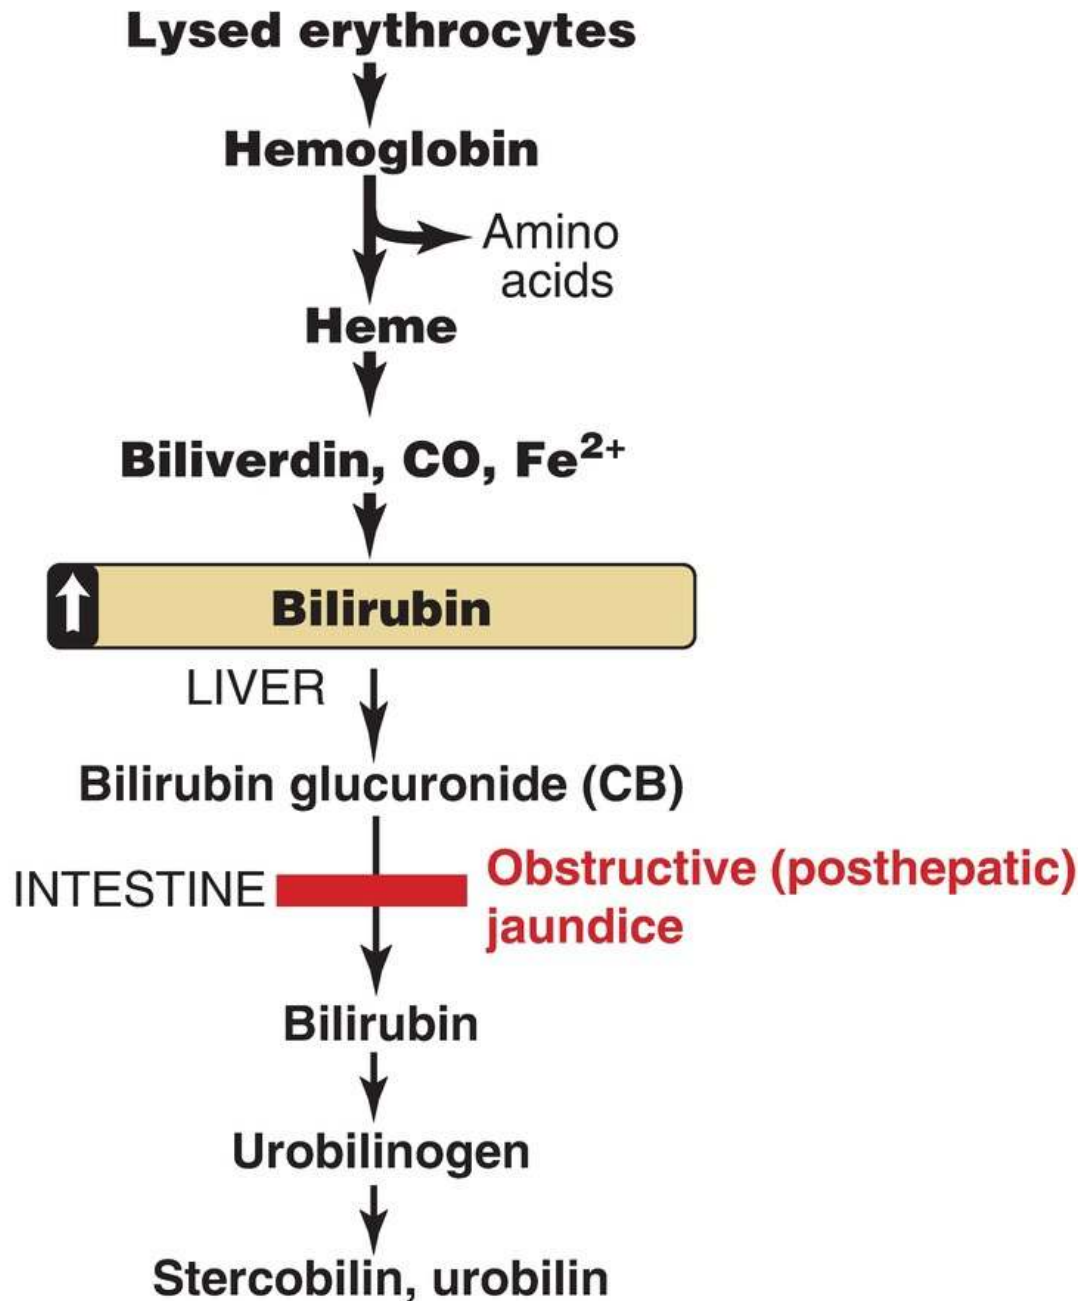 Lysed erythrocytes
Hemoglobin
Amino
acids
Heme
Biliverdin, CO, Fe²⁺
Bilirubin
LIVER
Bilirubin glucuronide (CB)
INTESTINE
Obstructive (posthepatic)
jaundice
Bilirubin
Urobilinogen
Stercobilin, urobilin